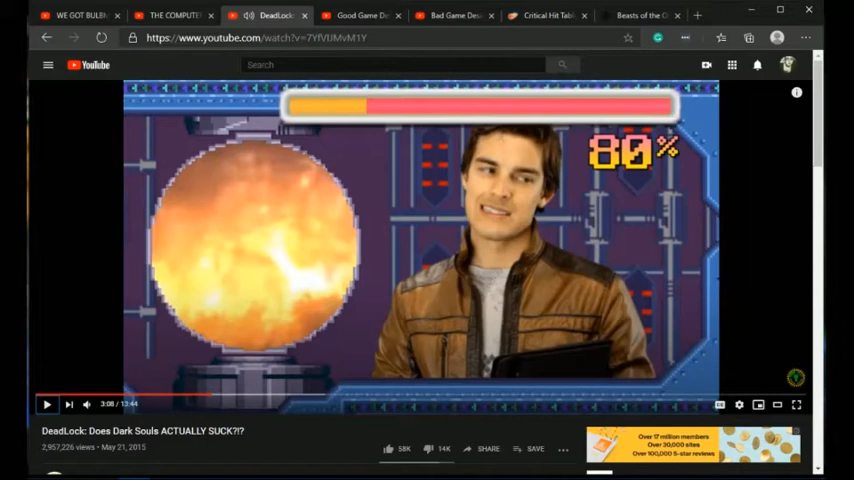 WE GOT BULB
THE COMPUTE
DeadLock:
Good Game De
Bad Game Des
Critical Hit Tabl
Beasts of the
https://www.youtube.com/watch?v=7YfVIJMvM1Y
YouTube
Search
80%
3:08 / 13:44
DeadLock: Does Dark Souls ACTUALLY SUCK?!?
2,957,226 views • May 21, 2015
58K
14K
SHARE
SAVE
Over 17 million members
Over 30,000 sites
Over 100,000 5-star reviews